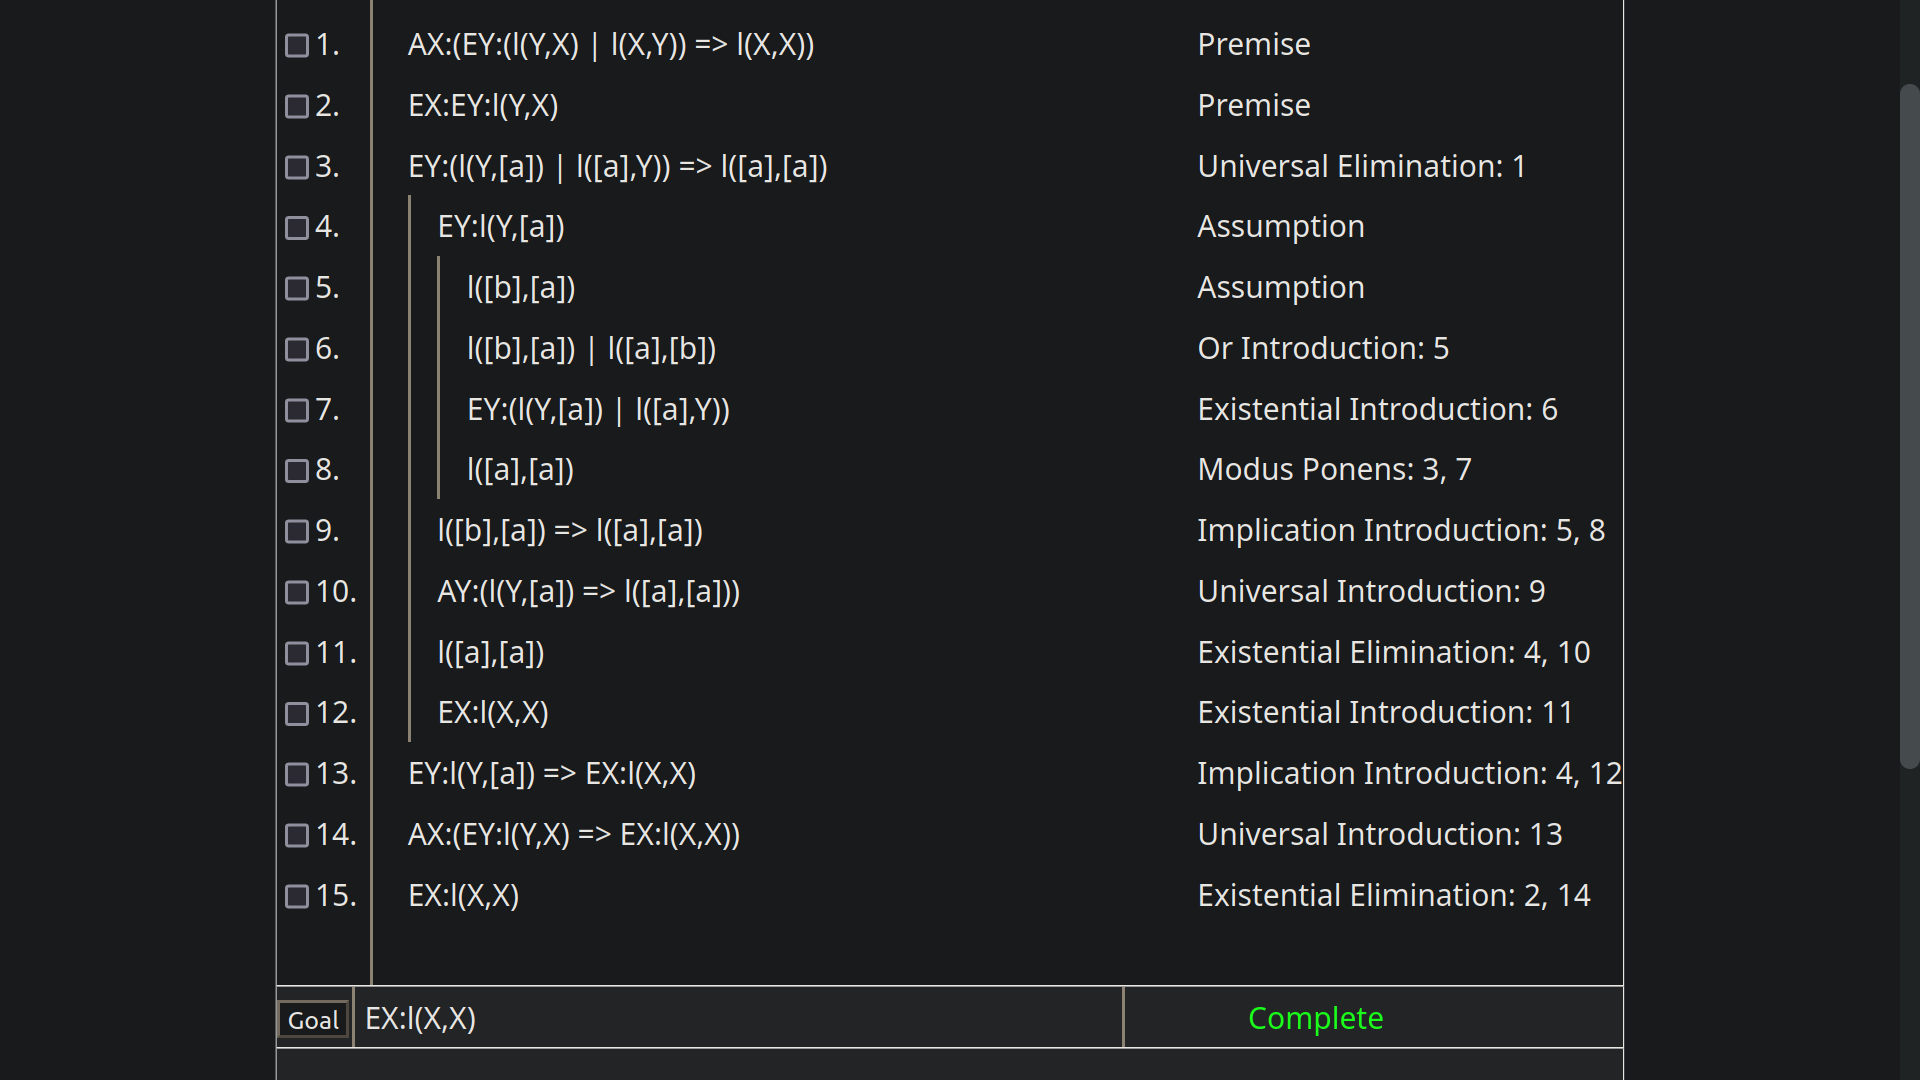 1. AX:(EY:(l(Y,X) | l(X,Y)) => l(X,X)) Premise
2. EX:EY:l(Y,X) Premise
3. EY:(l(Y,[a]) | l([a],Y)) => l([a],[a]) Universal Elimination: 1
4. EY:l(Y,[a]) Assumption
5. l([b],[a]) Assumption
6. l([b],[a]) | l([a],[b]) Or Introduction: 5
7. EY:(l(Y,[a]) | l([a],Y)) Existential Introduction: 6
8. l([a],[a]) Modus Ponens: 3, 7
9. l([b],[a]) => l([a],[a]) Implication Introduction: 5, 8
10. AY:(l(Y,[a]) => l([a],[a])) Universal Introduction: 9
11. l([a],[a]) Existential Elimination: 4, 10
12. EX:l(X,X) Existential Introduction: 11
13. EY:l(Y,[a]) => EX:l(X,X) Implication Introduction: 4, 12
14. AX:(EY:l(Y,X) => EX:l(X,X)) Universal Introduction: 13
15. EX:l(X,X) Existential Elimination: 2, 14
Goal EX:l(X,X) Complete